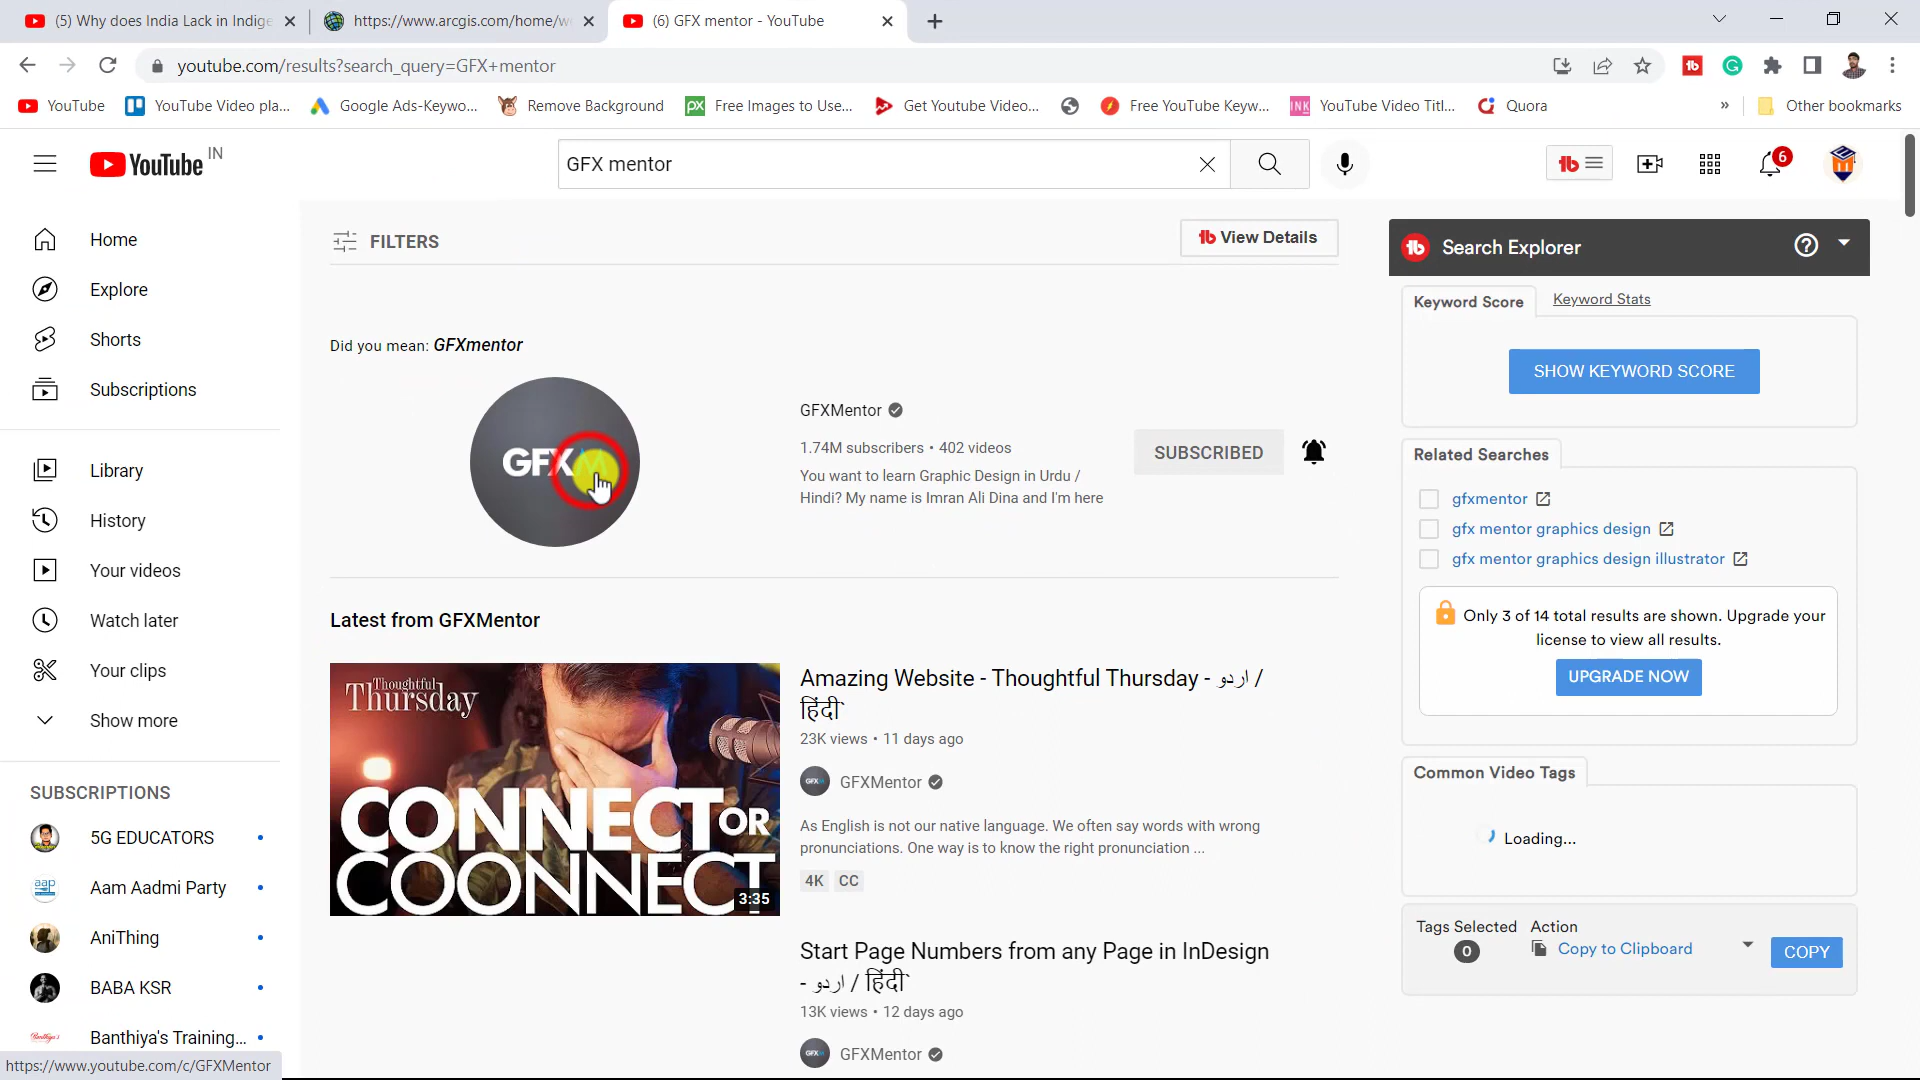 (5) Why does India Lack in Indige
https://www.arcgis.com/home/we
(6) GFX mentor - YouTube
youtube.com/results?search_query=GFX+mentor
YouTube
YouTube Video pla...
Google Ads-Keywo...
Remove Background
Free Images to Use...
Get Youtube Video...
Free YouTube Keyw...
YouTube Video Titl...
Quora
»
Other bookmarks
YouTube IN
GFX mentor
6
Home
Explore
Shorts
Subscriptions
Library
History
Your videos
Watch later
Your clips
Show more
SUBSCRIPTIONS
5G EDUCATORS
Aam Aadmi Party
AniThing
BABA KSR
Banthiya's Training...
https://www.youtube.com/c/GFXMentor
FILTERS
View Details
Did you mean: GFXmentor
GFXM
GFXMentor
1.74M subscribers • 402 videos
You want to learn Graphic Design in Urdu /
Hindi? My name is Imran Ali Dina and I'm here
SUBSCRIBED
Latest from GFXMentor
Thoughtful
Thursday
CONNECT OR
COONNECT
3:35
Amazing Website - Thoughtful Thursday - اردو /
हिंदी
23K views • 11 days ago
GFXMentor
As English is not our native language. We often say words with wrong
pronunciations. One way is to know the right pronunciation ...
4K CC
Start Page Numbers from any Page in InDesign
- اردو / हिंदी
13K views • 12 days ago
GFXMentor
Search Explorer
Keyword Score
Keyword Stats
SHOW KEYWORD SCORE
Related Searches
gfxmentor
gfx mentor graphics design
gfx mentor graphics design illustrator
Only 3 of 14 total results are shown. Upgrade your
license to view all results.
UPGRADE NOW
Common Video Tags
Loading...
Tags Selected
0
Action
Copy to Clipboard
COPY